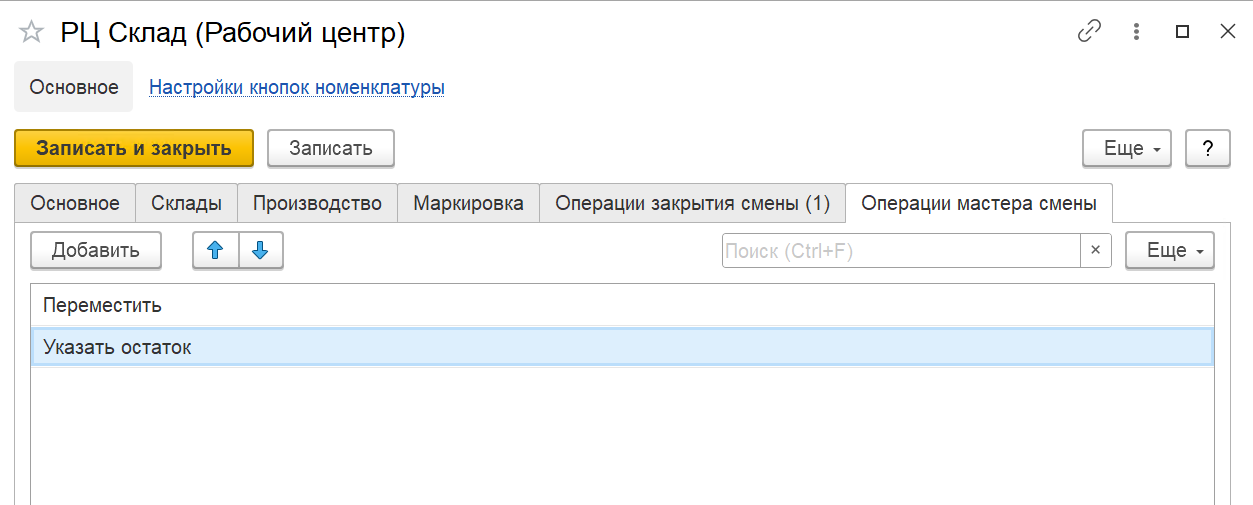 РЦ Склад (Рабочий центр)
Основное Настройки кнопок номенклатуры
Записать и закрыть Записать Еще ?
Основное Склады Производство Маркировка Операции закрытия смены (1) Операции мастера смены
Добавить Поиск (Ctrl+F) × Еще
Переместить
Указать остаток